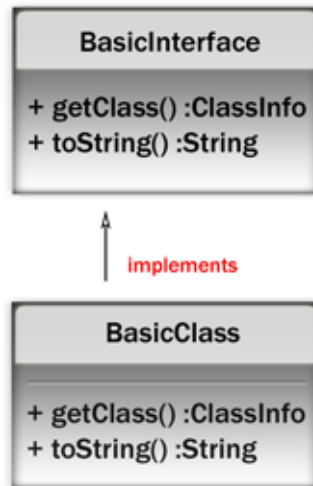 BasicInterface
+ getClass() :ClassInfo
+ toString() :String
implements
BasicClass
+ getClass() :ClassInfo
+ toString() :String